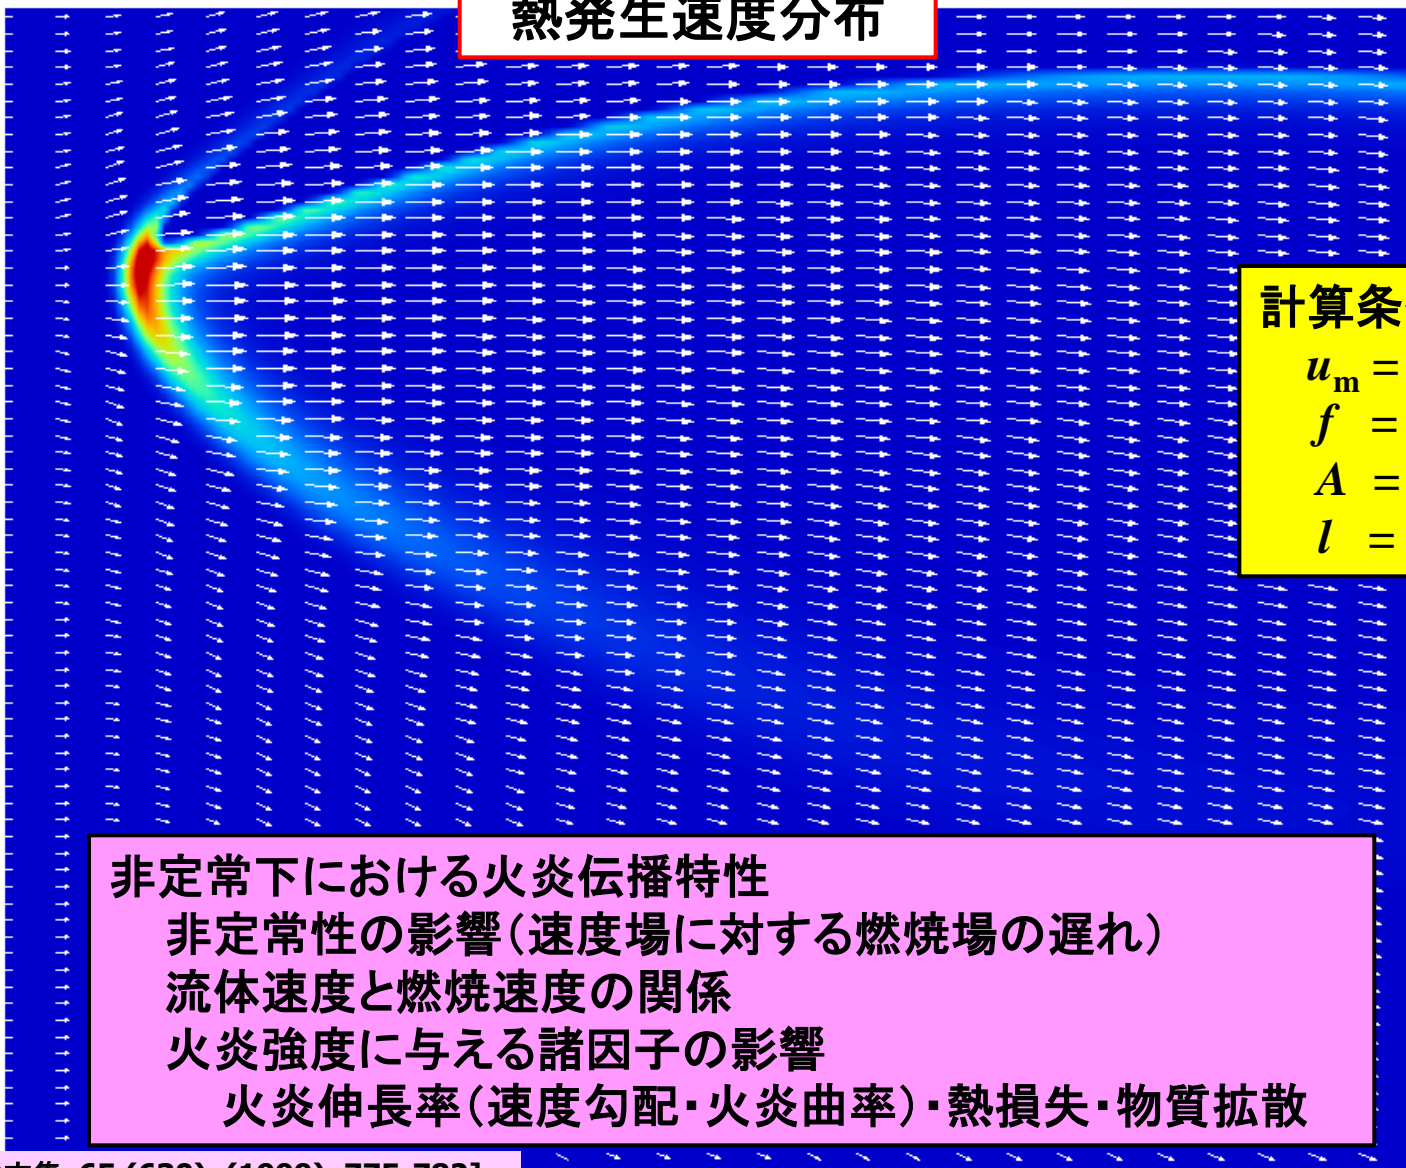 熱発生速度分布
計算条
u_m =
f =
A =
l =
非定常下における火炎伝播特性
非定常性の影響（速度場に対する燃焼場の遅れ）
流体速度と燃焼速度の関係
火炎強度に与える諸因子の影響
火炎伸長率（速度勾配・火炎曲率）・熱損失・物質拡散